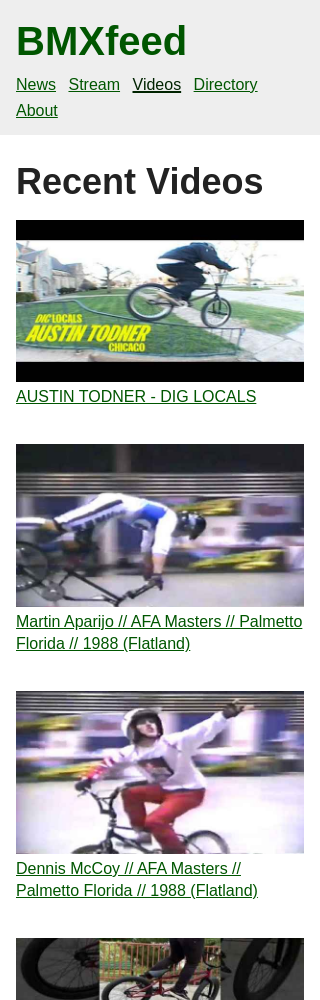 BMXfeed
News Stream Videos Directory
About
Recent Videos
DIG LOCALS
AUSTIN TODNER
CHICACO
AUSTIN TODNER - DIG LOCALS
Martin Aparijo // AFA Masters // Palmetto
Florida // 1988 (Flatland)
Dennis McCoy // AFA Masters //
Palmetto Florida // 1988 (Flatland)